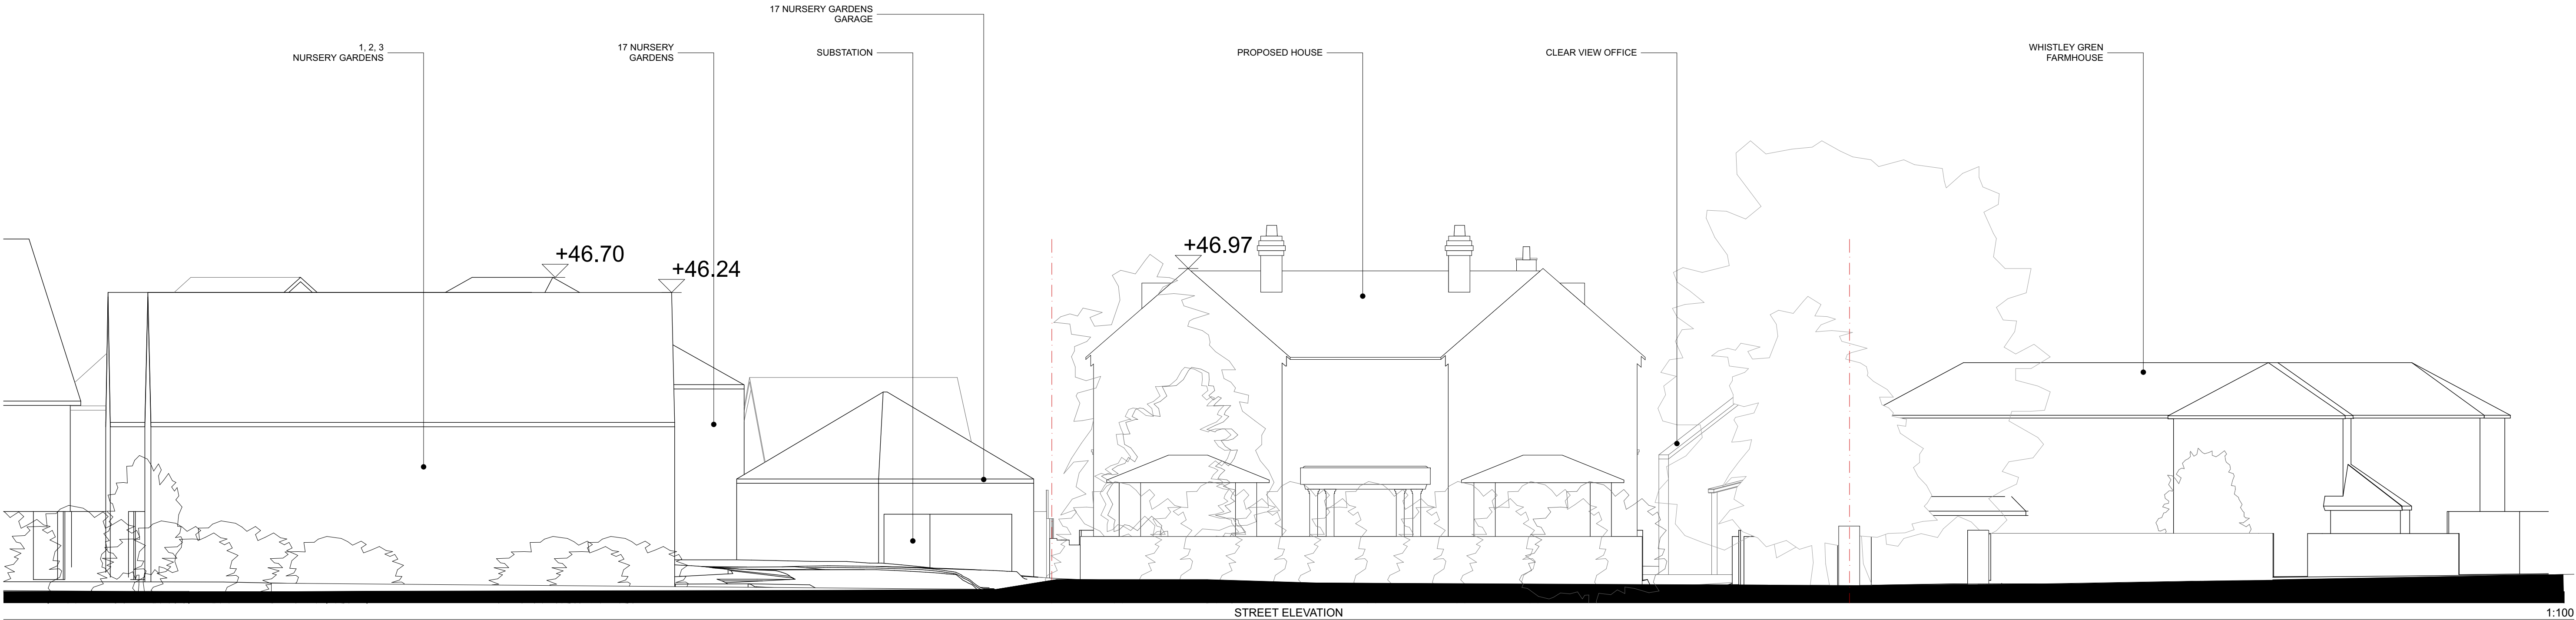 17 NURSERY GARDENS
GARAGE
1, 2, 3
NURSERY GARDENS
17 NURSERY
GARDENS
SUBSTATION
PROPOSED HOUSE
CLEAR VIEW OFFICE
WHISTLEY GREN
FARMHOUSE
+46.70
+46.24
+46.97
STREET ELEVATION
1:100